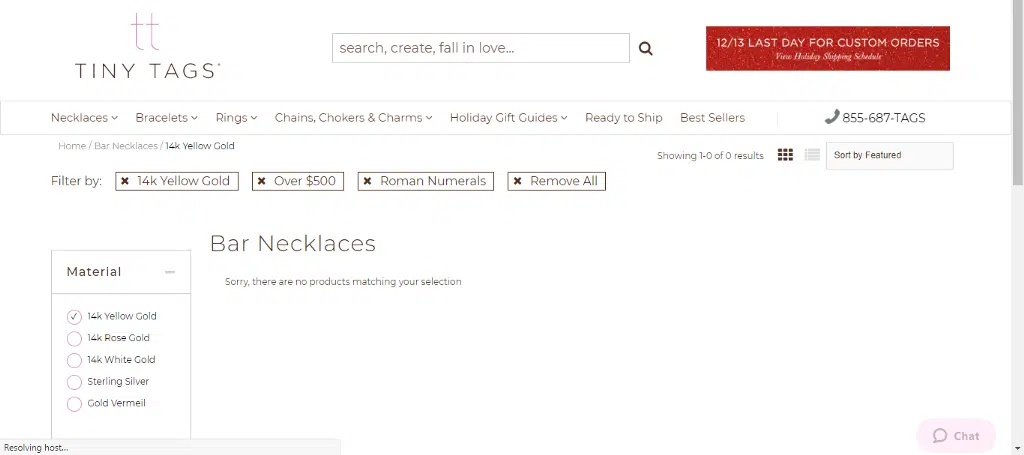 tt
TINY TAGS
search, create, fall in love...
12/13 LAST DAY FOR CUSTOM ORDERS
View Holiday Shipping Schedule
Necklaces Bracelets Rings Chains, Chokers & Charms Holiday Gift Guides Ready to Ship Best Sellers 855-687-TAGS
Home / Bar Necklaces / 14k Yellow Gold
Showing 1-0 of 0 results Sort by Featured
Filter by: 14k Yellow Gold Over $500 Roman Numerals Remove All
Bar Necklaces
Sorry, there are no products matching your selection
Material
14k Yellow Gold
14k Rose Gold
14k White Gold
Sterling Silver
Gold Vermeil
Chat
Resolving host...